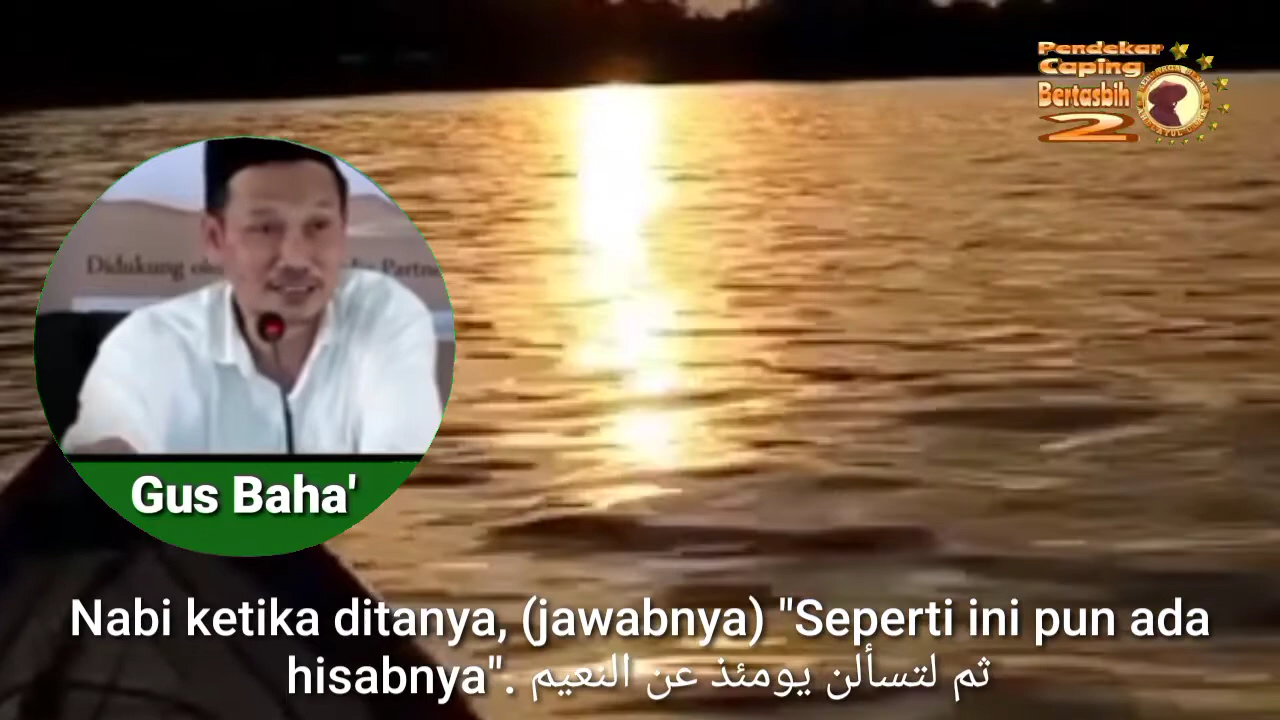 Pendekar
Caping
Bertasbih
2
Didukung
Gus Baha'
Nabi ketika ditanya, (jawabnya) "Seperti ini pun ada
hisabnya". ثم لتسألن يومئذ عن النعيم